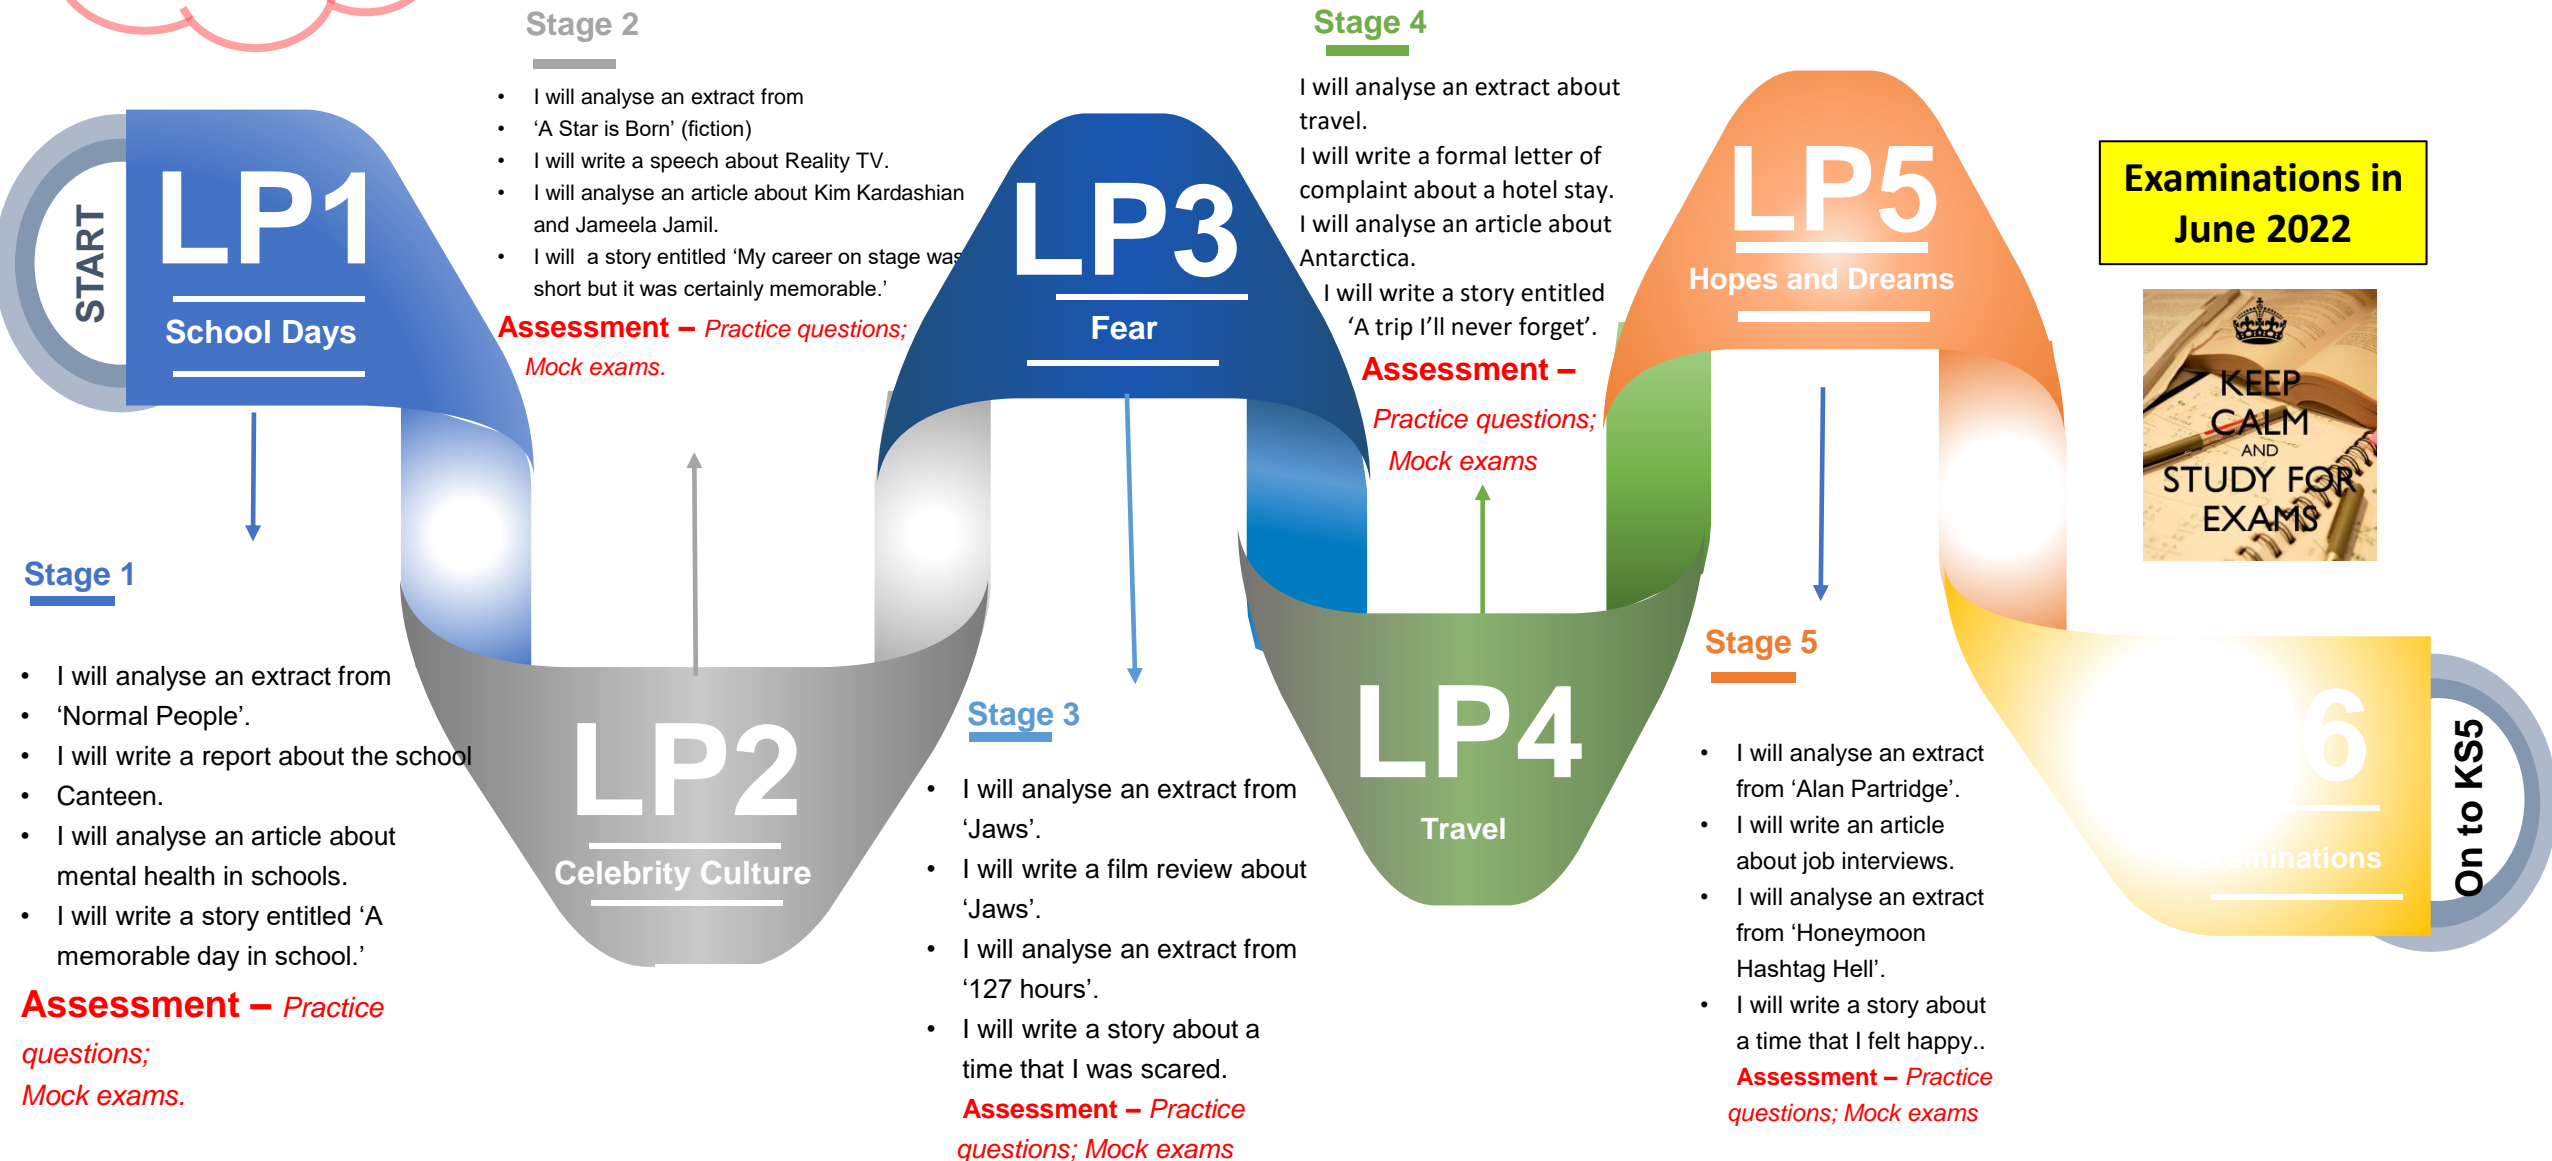 START
LP1
School Days
Stage 1
• I will analyse an extract from
• ‘Normal People’.
• I will write a report about the school
• Canteen.
• I will analyse an article about
mental health in schools.
• I will write a story entitled ‘A
memorable day in school.’
Assessment – Practice
questions;
Mock exams.
Stage 2
• I will analyse an extract from
• ‘A Star is Born’ (fiction)
• I will write a speech about Reality TV.
• I will analyse an article about Kim Kardashian
and Jameela Jamil.
• I will  a story entitled ‘My career on stage was
short but it was certainly memorable.’
Assessment – Practice questions;
Mock exams.
LP2
Celebrity Culture
LP3
Fear
Stage 3
• I will analyse an extract from
‘Jaws’.
• I will write a film review about
‘Jaws’.
• I will analyse an extract from
‘127 hours’.
• I will write a story about a
time that I was scared.
Assessment – Practice
questions; Mock exams
Stage 4
I will analyse an extract about
travel.
I will write a formal letter of
complaint about a hotel stay.
I will analyse an article about
Antarctica.
I will write a story entitled
‘A trip I’ll never forget’.
Assessment –
Practice questions;
Mock exams
LP4
Travel
LP5
Hopes and Dreams
Stage 5
• I will analyse an extract
from ‘Alan Partridge’.
• I will write an article
about job interviews.
• I will analyse an extract
from ‘Honeymoon
Hashtag Hell’.
• I will write a story about
a time that I felt happy..
Assessment – Practice
questions; Mock exams
Examinations in
June 2022
KEEP
CALM
AND
STUDY FOR
EXAMS
6
On to KS5